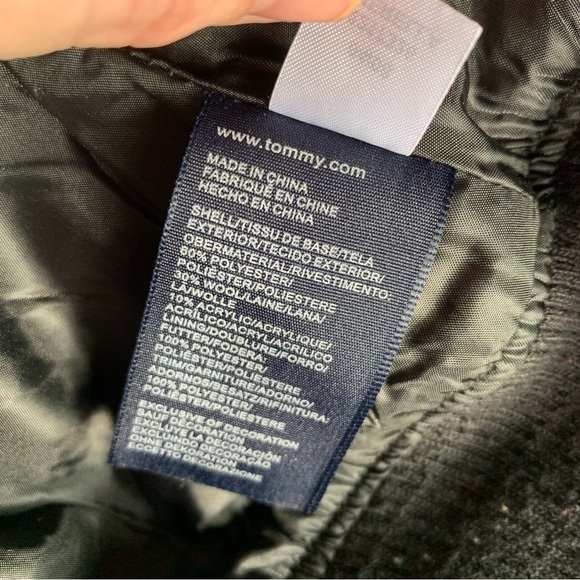 www.tommy.com
MADE IN CHINA
FABRIQUÉ EN CHINE
HECHO EN CHINA
SHELL/TISSU DE BASE/TELA
EXTERIOR/TECIDO EXTERIOR/
OBERMATERIAL/RIVESTIMENTO:
60% POLYESTER/
POLIÉSTER/POLIESTERE
30% WOOL/LAINE/LANA/
LÃ/WOLLE
10% ACRYLIC/ACRYLIQUE/
ACRÍLICO/ACRYL/ACRILICO
LINING/DOUBLURE/FORRO/
FUTTER/FODERA
100% POLYESTER/
POLIÉSTER/POLIESTERE
TRIM/GARNITURE/ADORNO/
ADORNOS/BESATZ/RIFINITURA:
100% POLYESTER/
POLIÉSTER/POLIESTERE
EXCLUSIVE OF DECORATION
SAUF DÉCORATION
EXCLUYE LA DECORACIÓN
EXCLUINDO DECORAÇÃO
OHNE DEKORATION
ECCETTO DECORAZIONE